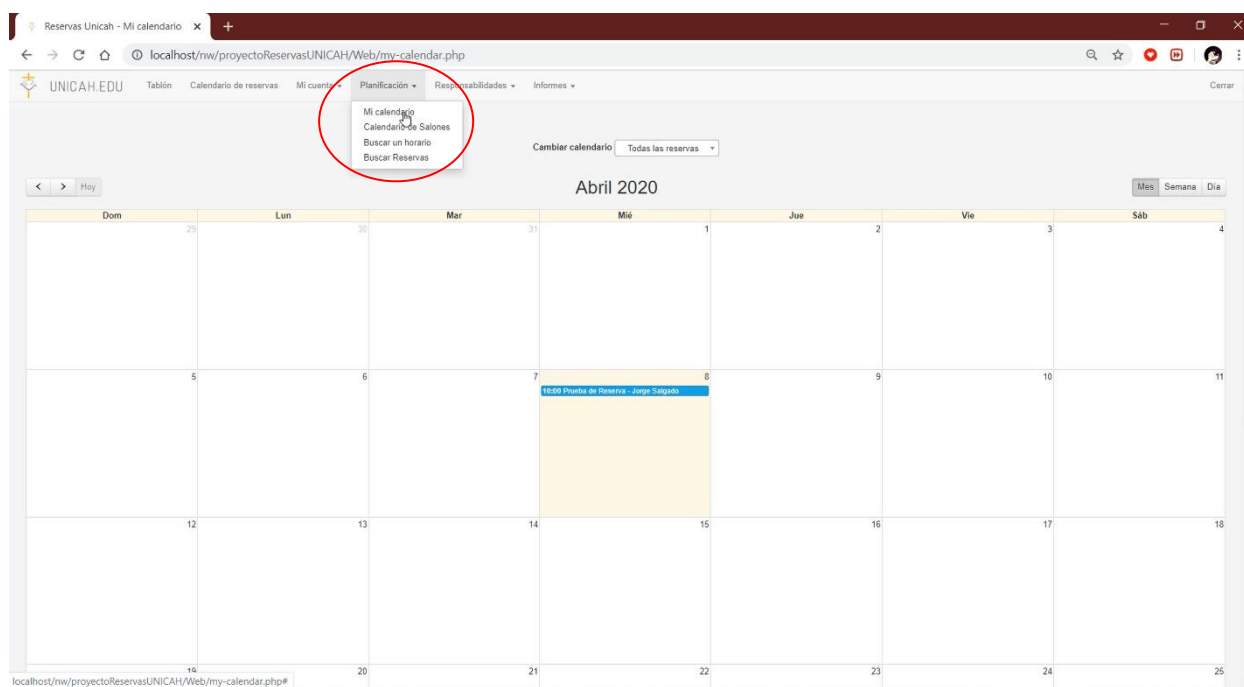 Reservas Unicah - Mi calendario
localhost/nw/proyectoReservasUNICAH/Web/my-calendar.php
UNICAH.EDU Tablón Calendario de reservas Mi cuenta Planificación Responsabilidades Informes Cerrar
Mi calendario
Calendario de Salones
Buscar un horario
Buscar Reservas
Cambiar calendario Todas las reservas
Hoy Abril 2020 Mes Semana Día
Dom Lun Mar Mié Jue Vie Sáb
29 30 31 1 2 3 4
5 6 7 8 9 10 11
10:00 Prueba de Reserva - Jorge Salgado
12 13 14 15 16 17 18
19 20 21 22 23 24 25
localhost/nw/proyectoReservasUNICAH/Web/my-calendar.php#